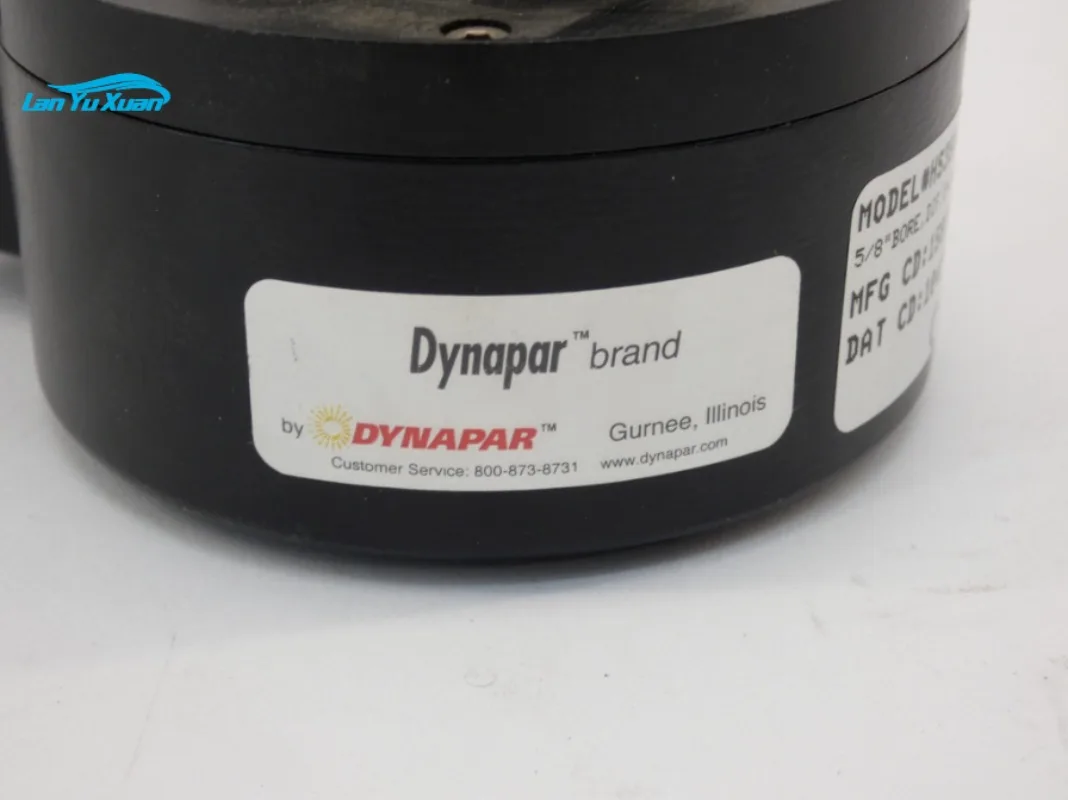 Lan Yu Xuan
Dynapar™ brand
by DYNAPAR™ Gurnee, Illinois
Customer Service: 800-873-8731 www.dynapar.com
MODEL#HS35
5/8"BORE,
MFG CD:
DAT CD: